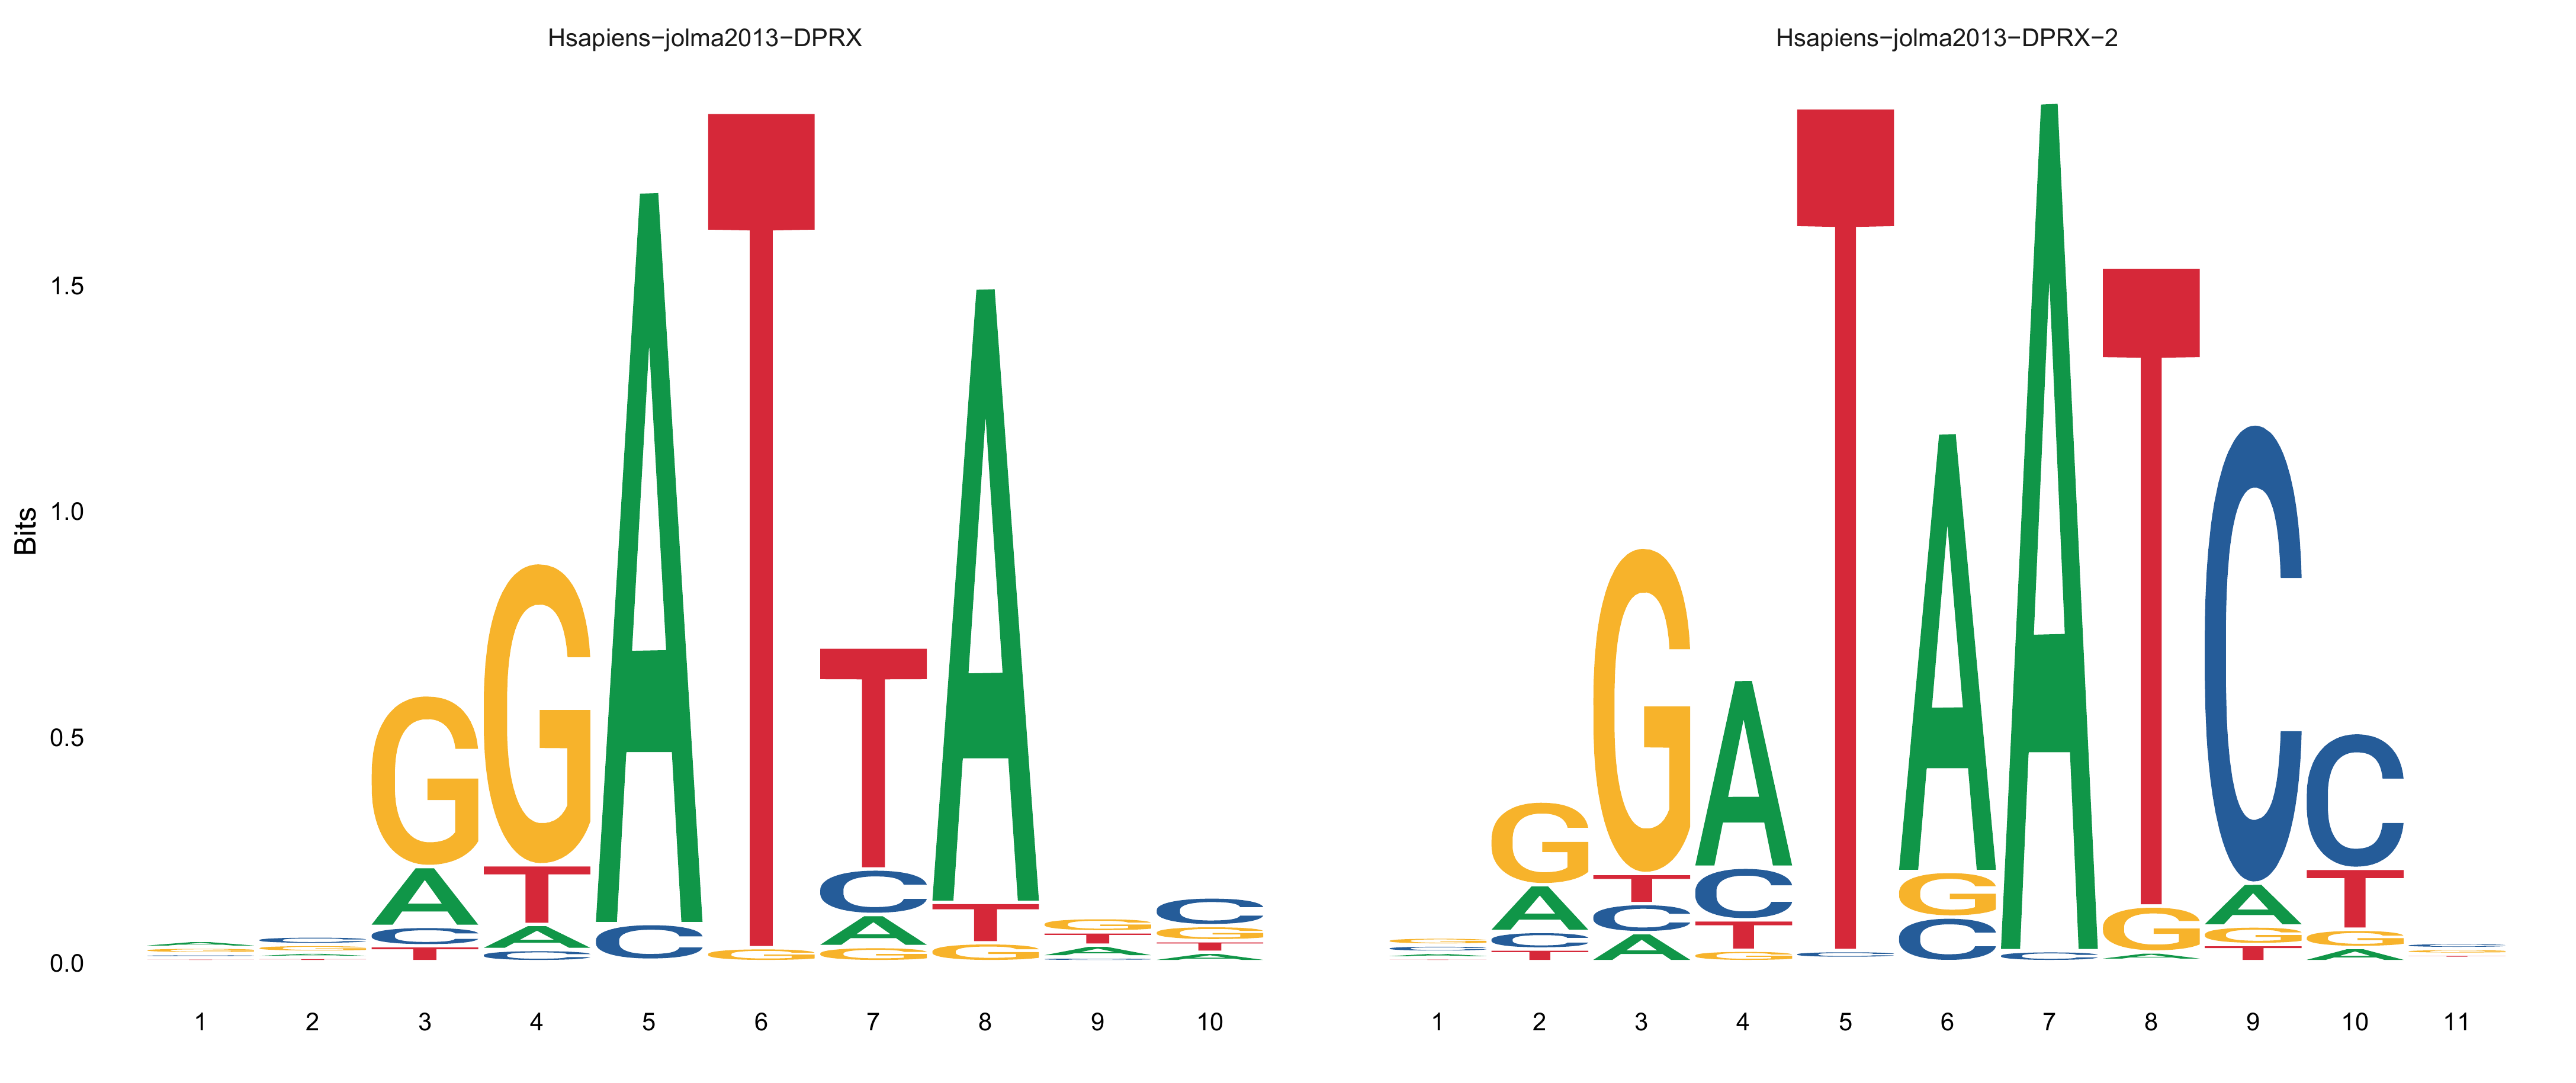 Hsapiens−jolma2013−DPRX
Hsapiens−jolma2013−DPRX−2
Bits
1.5
1.0
0.5
0.0
1 2 3 4 5 6 7 8 9 10
1 2 3 4 5 6 7 8 9 10 11
G G A T T A
G G A T A A T C C